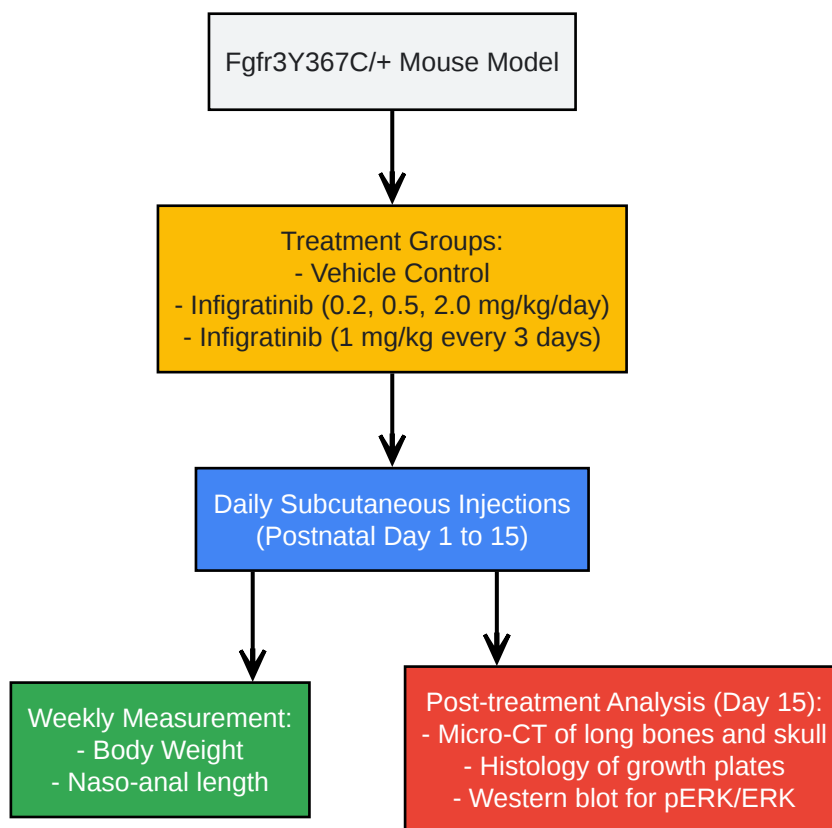 Fgfr3Y367C/+ Mouse Model
Treatment Groups:
- Vehicle Control
- Infigratinib (0.2, 0.5, 2.0 mg/kg/day)
- Infigratinib (1 mg/kg every 3 days)
Daily Subcutaneous Injections
(Postnatal Day 1 to 15)
Weekly Measurement:
- Body Weight
- Naso-anal length
Post-treatment Analysis (Day 15):
- Micro-CT of long bones and skull
- Histology of growth plates
- Western blot for pERK/ERK